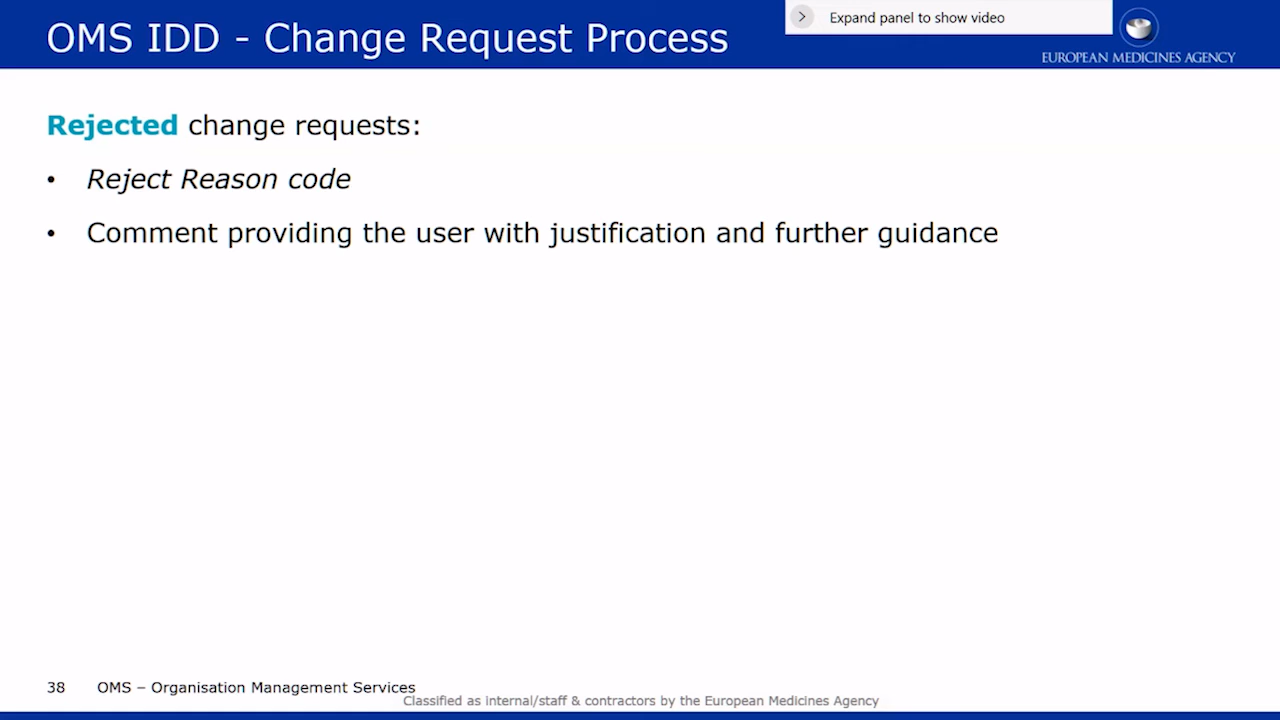 OMS IDD - Change Request Process
Expand panel to show video
EUROPEAN MEDICINES AGENCY
Rejected change requests:
• Reject Reason code
• Comment providing the user with justification and further guidance
38 OMS – Organisation Management Services
Classified as internal/staff & contractors by the European Medicines Agency